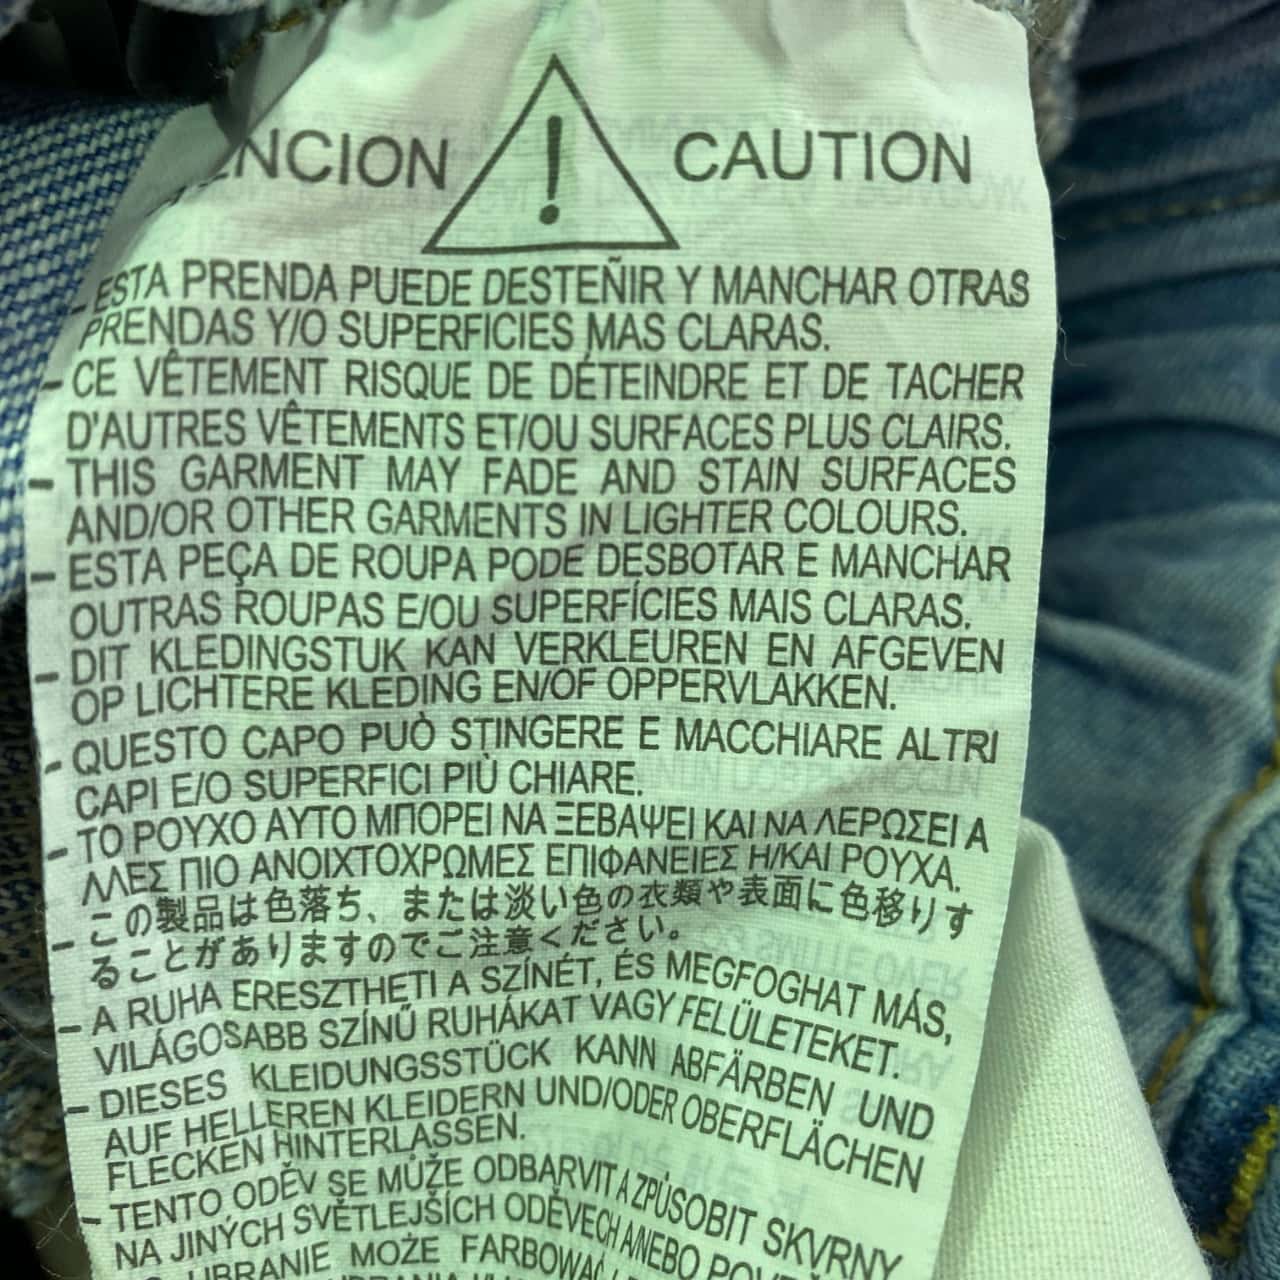 NCION ! CAUTION
- ESTA PRENDA PUEDE DESTEÑIR Y MANCHAR OTRAS
PRENDAS Y/O SUPERFICIES MAS CLARAS.
- CE VÊTEMENT RISQUE DE DÉTEINDRE ET DE TACHER
D'AUTRES VÊTEMENTS ET/OU SURFACES PLUS CLAIRS.
- THIS GARMENT MAY FADE AND STAIN SURFACES
AND/OR OTHER GARMENTS IN LIGHTER COLOURS.
- ESTA PEÇA DE ROUPA PODE DESBOTAR E MANCHAR
OUTRAS ROUPAS E/OU SUPERFÍCIES MAIS CLARAS.
- DIT KLEDINGSTUK KAN VERKLEUREN EN AFGEVEN
OP LICHTERE KLEDING EN/OF OPPERVLAKKEN.
- QUESTO CAPO PUÒ STINGERE E MACCHIARE ALTRI
CAPI E/O SUPERFICI PIÙ CHIARE.
- ΤΟ ΡΟΥΧΟ ΑΥΤΟ ΜΠΟΡΕΙ ΝΑ ΞΕΒΑΨΕΙ ΚΑΙ ΝΑ ΛΕΡΩΣΕΙ Α
ΛΛΕΣ ΠΙΟ ΑΝΟΙΧΤΟΧΡΩΜΕΣ ΕΠΙΦΑΝΕΙΕΣ Η/ΚΑΙ ΡΟΥΧΑ.
- この製品は色落ち、または淡い色の衣類や表面に色移りす
ることがありますのでご注意ください。
- A RUHA ERESZTHETI A SZÍNÉT, ÉS MEGFOGHAT MÁS,
VILÁGOSABB SZÍNŰ RUHÁKAT VAGY FELÜLETEKET.
- DIESES KLEIDUNGSSTÜCK KANN ABFÄRBEN UND
AUF HELLEREN KLEIDERN UND/ODER OBERFLÄCHEN
FLECKEN HINTERLASSEN.
- TENTO ODĚV SE MŮŽE ODBARVIT A ZPŮSOBIT SKVRNY
NA JINÝCH SVĚTLEJŠÍCH ODĚVECH A/NEBO
UBRANIE MOŻE FARBOWAĆ